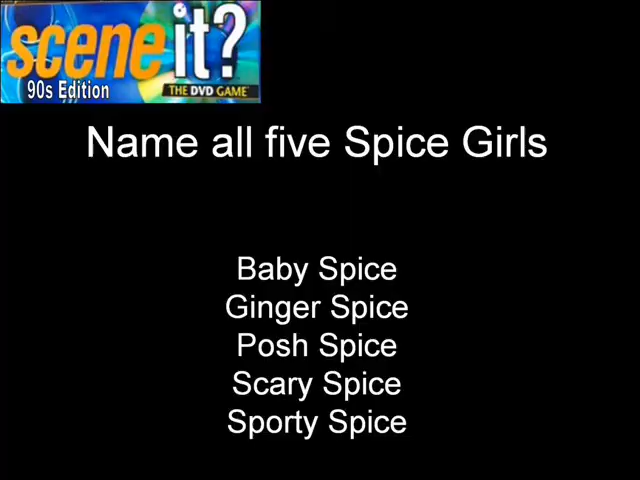 scene it?
90s Edition
THE DVD GAME
Name all five Spice Girls
Baby Spice
Ginger Spice
Posh Spice
Scary Spice
Sporty Spice